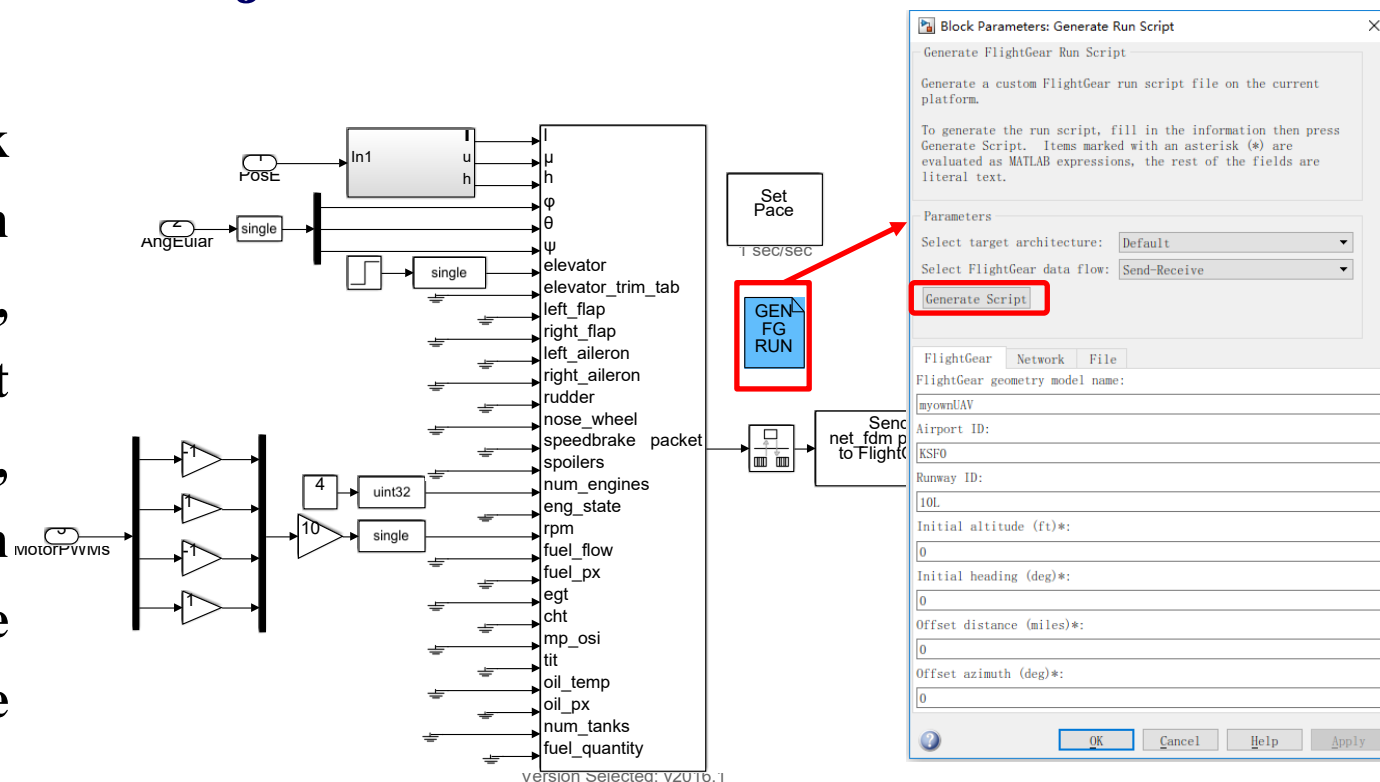 PosE
In1
u
h
AngEular
single
single
MotorPWMs
-1
1
-1
1
10
4
uint32
single
l
μ
h
φ
θ
ψ
elevator
elevator_trim_tab
left_flap
right_flap
left_aileron
right_aileron
rudder
nose_wheel
speedbrake packet
spoilers
num_engines
eng_state
rpm
fuel_flow
fuel_px
egt
cht
mp_osi
tit
oil_temp
oil_px
num_tanks
fuel_quantity
Version Selected: v2016.1
Set
Pace
1 sec/sec
GEN
FG
RUN
Send
net_fdm p
to FlightG
Block Parameters: Generate Run Script
Generate FlightGear Run Script
Generate a custom FlightGear run script file on the current
platform.
To generate the run script, fill in the information then press
Generate Script. Items marked with an asterisk (*) are
evaluated as MATLAB expressions, the rest of the fields are
literal text.
Parameters
Select target architecture: Default
Select FlightGear data flow: Send-Receive
Generate Script
FlightGear Network File
FlightGear geometry model name:
myownUAV
Airport ID:
KSFO
Runway ID:
10L
Initial altitude (ft)*:
0
Initial heading (deg)*:
0
Offset distance (miles)*:
0
Offset azimuth (deg)*:
0
OK Cancel Help Apply